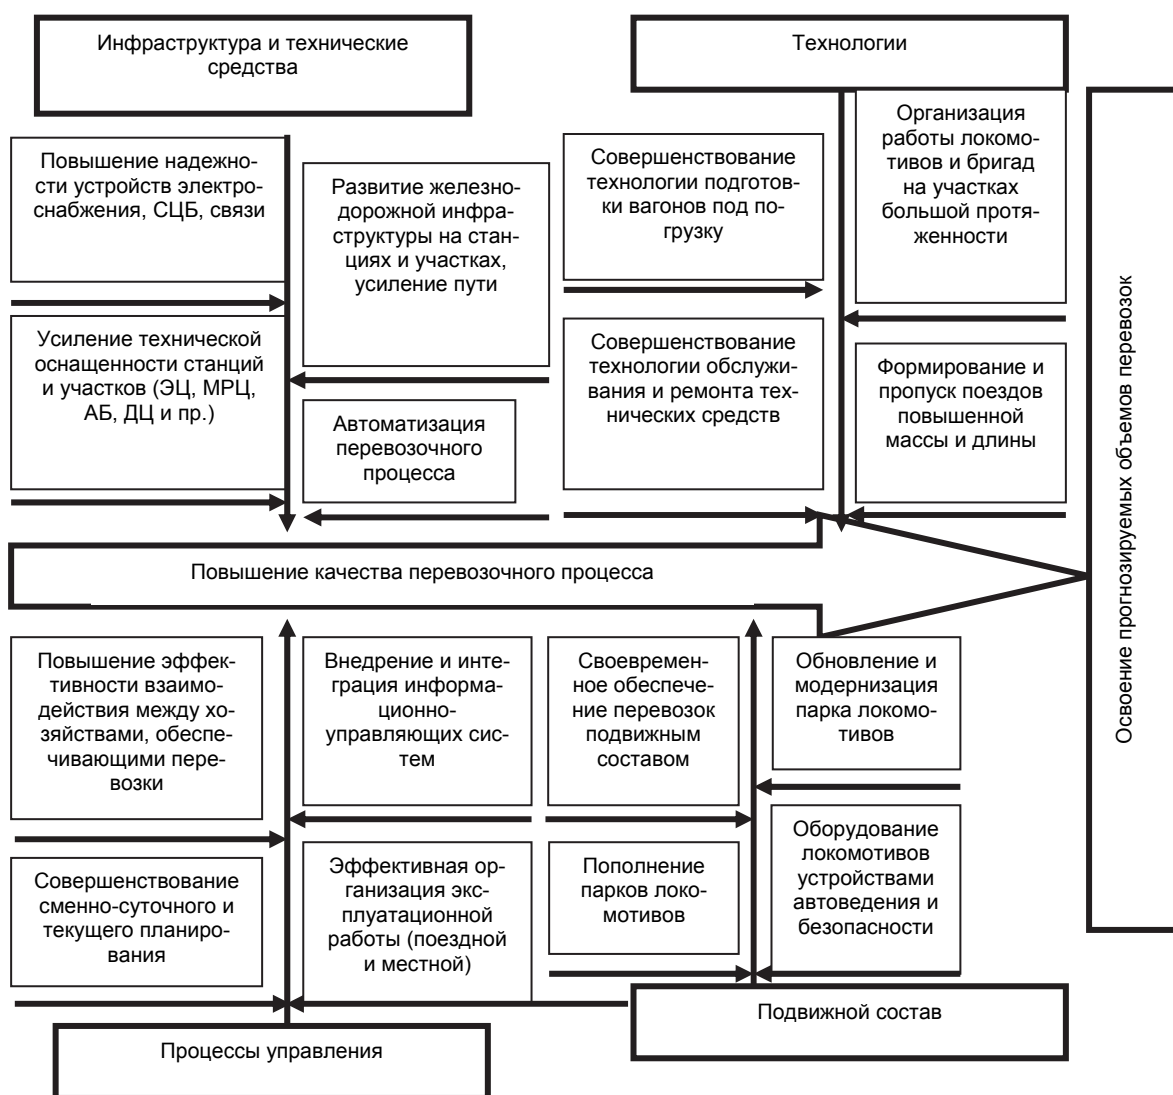 Инфраструктура и технические
средства
Технологии
Повышение надежно-
сти устройств электро-
снабжения, СЦБ, связи
Развитие железно-
дорожной инфра-
структуры на стан-
циях и участках,
усиление пути
Совершенствование
технологии подготов-
ки вагонов под по-
грузку
Организация
работы локомо-
тивов и бригад
на участках
большой протя-
женности
Усиление технической
оснащенности станций
и участков (ЭЦ, МРЦ,
АБ, ДЦ и пр.)
Автоматизация
перевозочного
процесса
Совершенствование
технологии обслужи-
вания и ремонта тех-
нических средств
Формирование и
пропуск поездов
повышенной
массы и длины
Повышение качества перевозочного процесса
Освоение прогнозируемых объемов перевозок
Повышение эффек-
тивности взаимо-
действия между хо-
зяйствами, обеспе-
чивающими пере-
возки
Внедрение и инте-
грация информа-
ционно-
управляющих сис-
тем
Своевремен-
ное обеспече-
ние перевозок
подвижным
составом
Обновление и
модернизация
парка локомо-
тивов
Совершенствование
сменно-суточного и
текущего планиро-
вания
Эффективная ор-
ганизация экс-
плуатационной
работы (поездной
и местной)
Пополнение
парков локо-
мотивов
Оборудование
локомотивов
устройствами
автоведения и
безопасности
Подвижной состав
Процессы управления